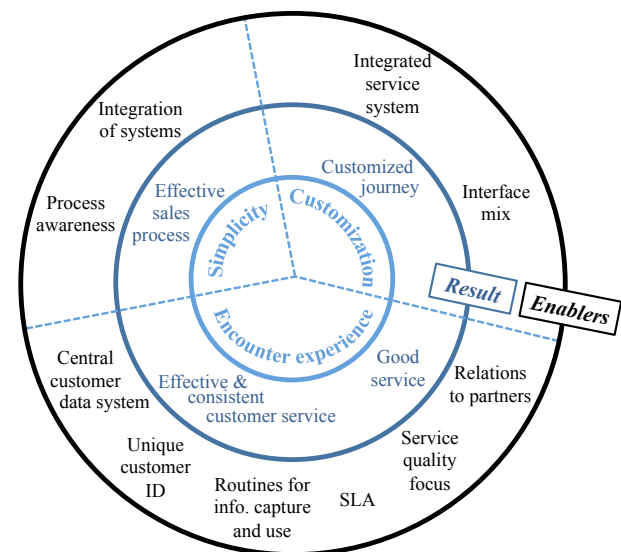 Integrated
service
system
Integration
of systems
Customized
journey
Effective
sales
process
Process
awareness
Interface
mix
Simplicity
Customization
Encounter experience
Result
Enablers
Central
customer
data system
Effective &
consistent
customer service
Good
service
Relations
to partners
Unique
customer
ID
Routines for
info. capture
and use
SLA
Service
quality
focus